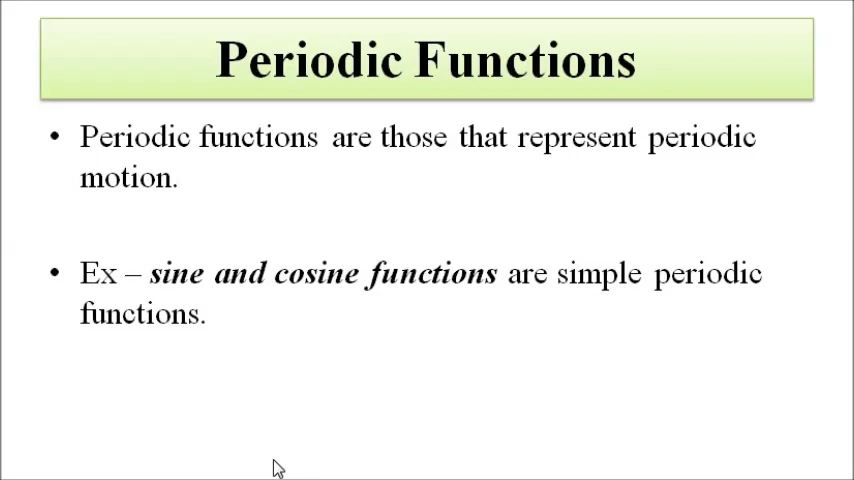 Periodic Functions
• Periodic functions are those that represent periodic
motion.
• Ex – sine and cosine functions are simple periodic
functions.